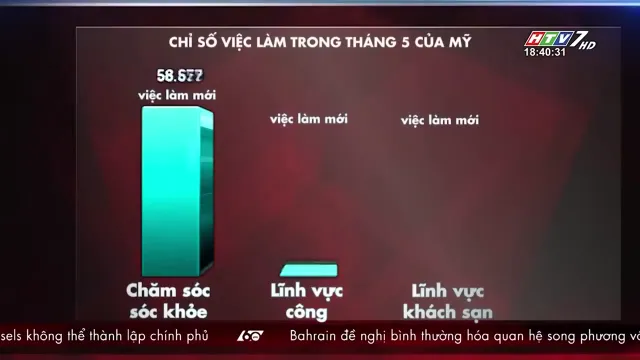 CHỈ SỐ VIỆC LÀM TRONG THÁNG 5 CỦA MỸ
HTV7 HD
18:40:31
việc làm mới
việc làm mới
việc làm mới
Chăm sóc
sóc khỏe
Lĩnh vực
công
Lĩnh vực
khách sạn
sels không thể thành lập chính phủ
60
Bahrain đề nghị bình thường hóa quan hệ song phương v